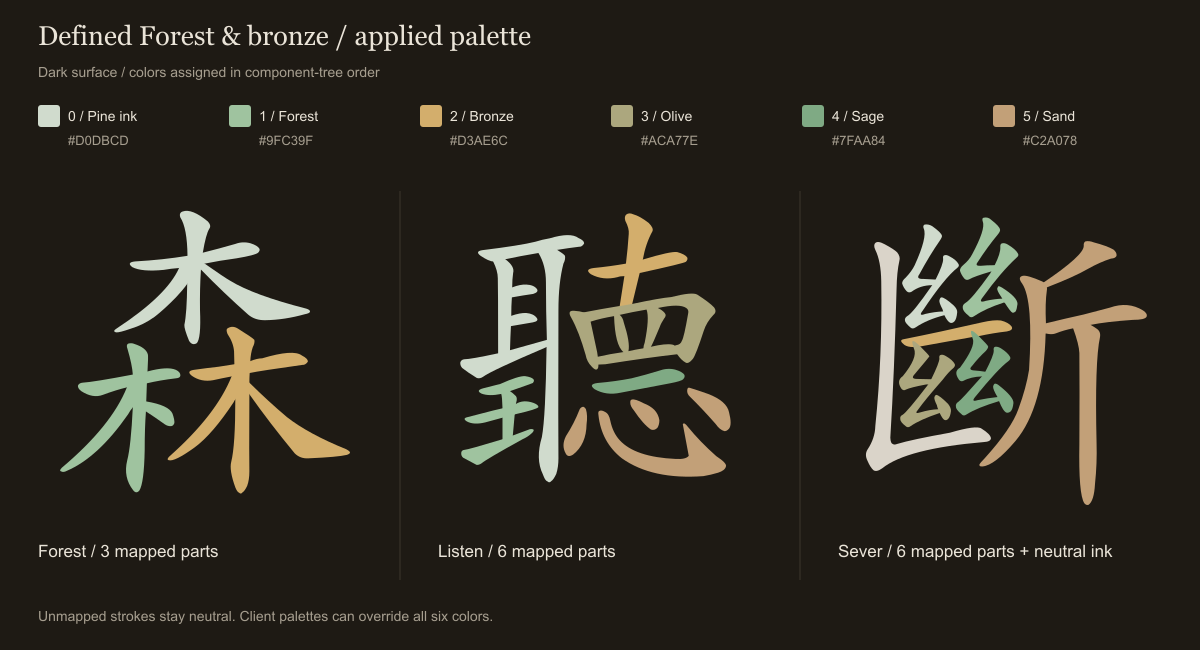 Defined Forest & bronze / applied palette
Dark surface / colors assigned in component-tree order
0 / Pine ink
#D0DBCD
1 / Forest
#9FC39F
2 / Bronze
#D3AE6C
3 / Olive
#ACA77E
4 / Sage
#7FAA84
5 / Sand
#C2A078
森
聽
斷
Forest / 3 mapped parts
Listen / 6 mapped parts
Sever / 6 mapped parts + neutral ink
Unmapped strokes stay neutral. Client palettes can override all six colors.